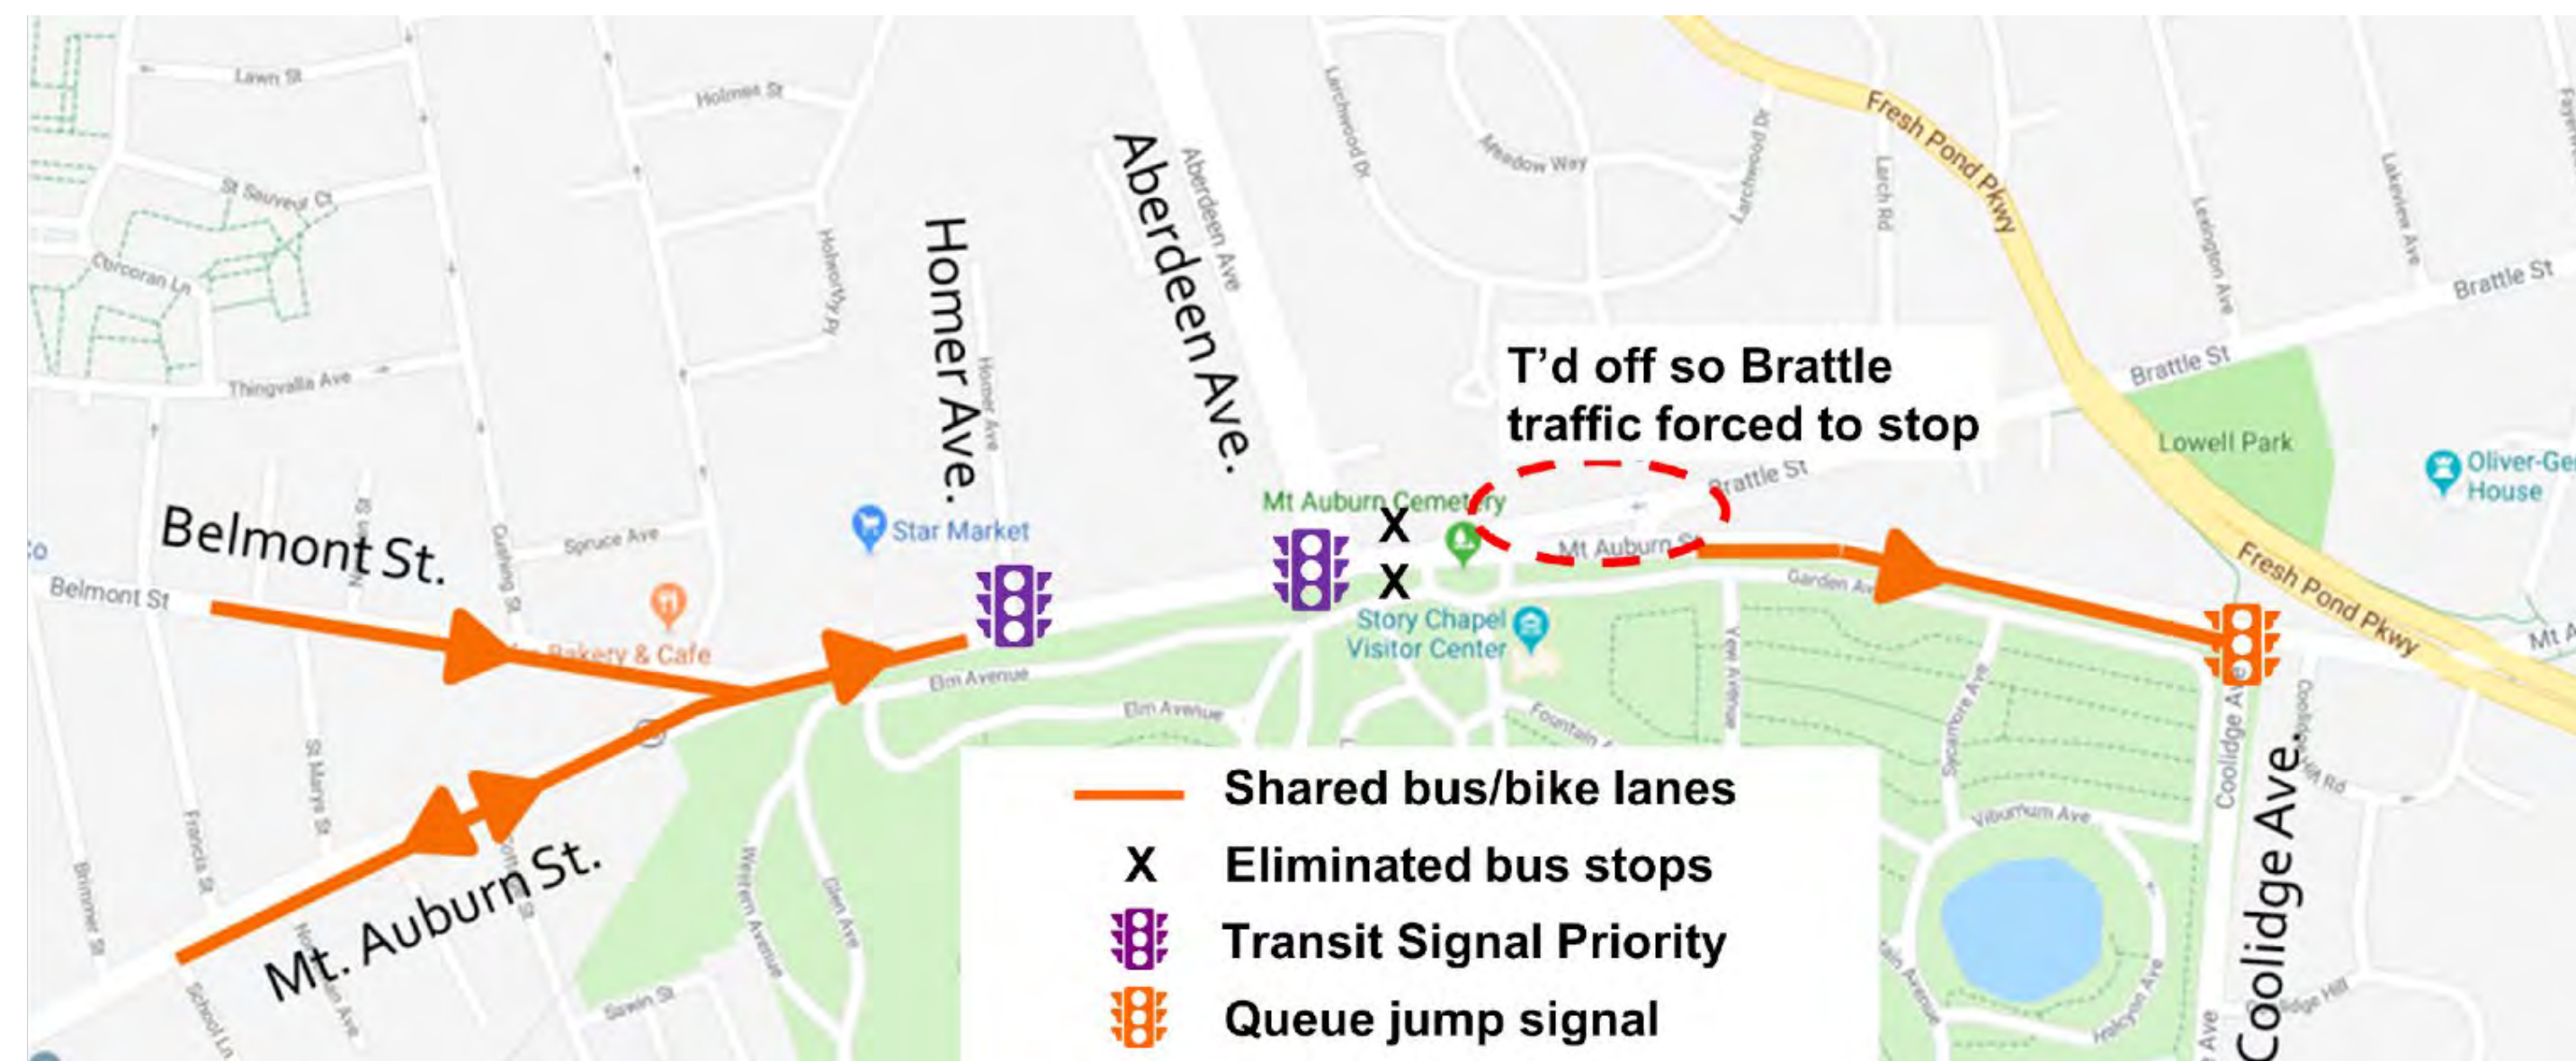 Lawn St
Holmes St
St Sauveur Ct
Corcoran Ln
Thingvalla Ave
Holworthy Pl
Homer Ave.
Homer Ave
Aberdeen Ave.
Aberdeen Ave
Larchwood Dr
Meadow Way
Larchwood Dr
Larch Rd
Fresh Pond Pkwy
Lexington Ave
Lakeview Ave
Brattle St
Brattle St
T'd off so Brattle
traffic forced to stop
Lowell Park
Oliver-Ge
House
Belmont St.
Belmont St
Cushing St
Spruce Ave
Star Market
Bakery & Cafe
Mt Auburn Cemetery
X
X
Brattle St
Mt Auburn St
Story Chapel
Visitor Center
Garden Ave
Fresh Pond Pkwy
Mt A
Elm Avenue
Elm Avenue
Fountain
Yew Avenue
Sycamore Ave
Coolidge Ave
Coolidge Ave.
Hill Rd
Viburnum Ave
Halcyon Ave
St Marys St
Francis St
Brimmer St
Mt. Auburn St.
School Ln
Western Avenue
Glen Ave
Sawin St
Shared bus/bike lanes
X Eliminated bus stops
Transit Signal Priority
Queue jump signal